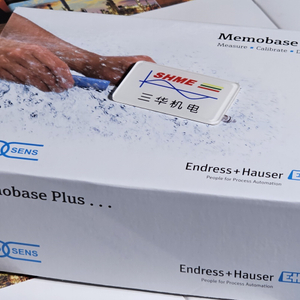 Memobase
Measure • Calibrate •
SHME
三华机电
SENS
Endress+Hauser
People for Process Automation
mobase Plus . . .
SENS
Endress+Hauser
People for Process Automation